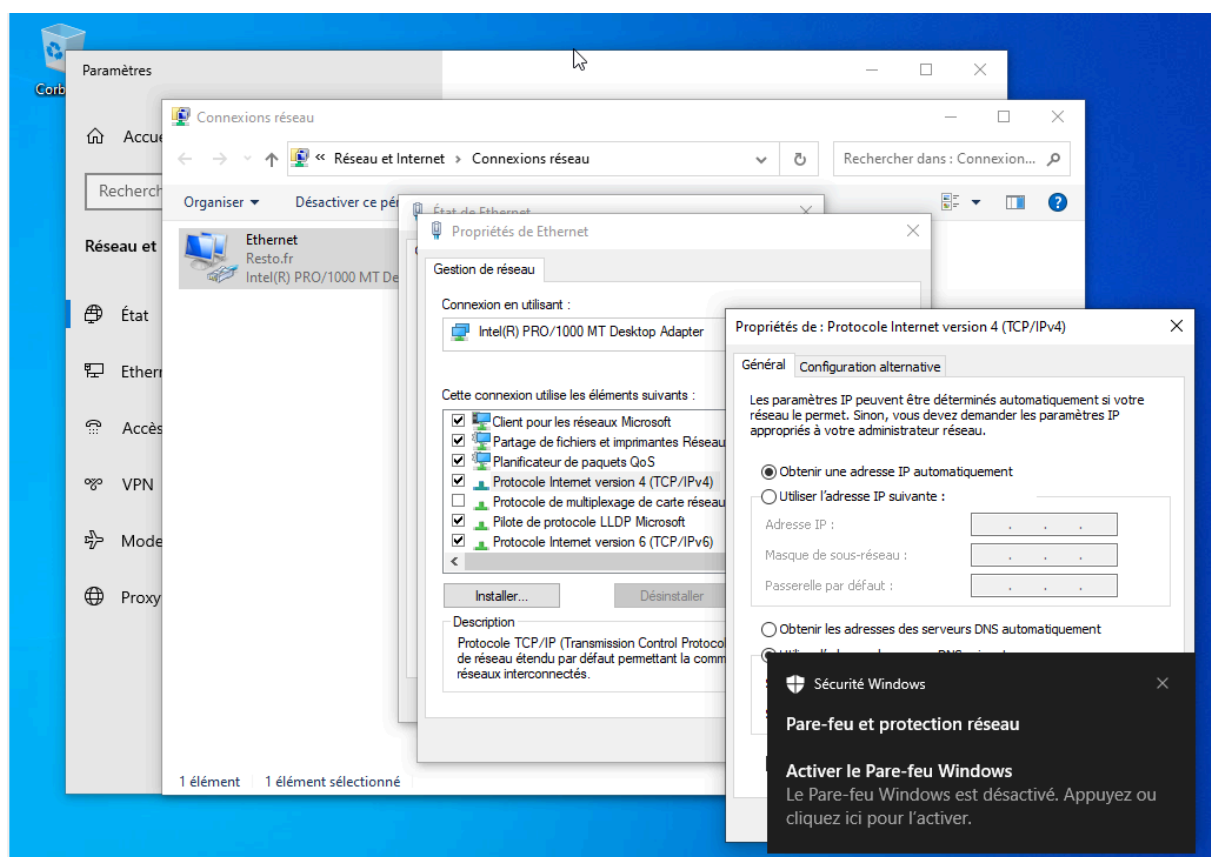 Corb
Paramètres
Accue
Recherch
Réseau et
État
Ethern
Accès
VPN
Mode
Proxy
Connexions réseau
« Réseau et Internet › Connexions réseau
Rechercher dans : Connexion...
Organiser
Désactiver ce pér
Ethernet
Resto.fr
Intel(R) PRO/1000 MT De
1 élément
1 élément sélectionné
État de Ethernet
Propriétés de Ethernet
Gestion de réseau
Connexion en utilisant :
Intel(R) PRO/1000 MT Desktop Adapter
Cette connexion utilise les éléments suivants :
Client pour les réseaux Microsoft
Partage de fichiers et imprimantes Réseau
Planificateur de paquets QoS
Protocole Internet version 4 (TCP/IPv4)
Protocole de multiplexage de carte réseau
Pilote de protocole LLDP Microsoft
Protocole Internet version 6 (TCP/IPv6)
Installer...
Désinstaller
Description
Protocole TCP/IP (Transmission Control Protocol
de réseau étendu par défaut permettant la comm
réseaux interconnectés.
Propriétés de : Protocole Internet version 4 (TCP/IPv4)
Général
Configuration alternative
Les paramètres IP peuvent être déterminés automatiquement si votre
réseau le permet. Sinon, vous devez demander les paramètres IP
appropriés à votre administrateur réseau.
Obtenir une adresse IP automatiquement
Utiliser l'adresse IP suivante :
Adresse IP :
Masque de sous-réseau :
Passerelle par défaut :
Obtenir les adresses des serveurs DNS automatiquement
Sécurité Windows
Pare-feu et protection réseau
Activer le Pare-feu Windows
Le Pare-feu Windows est désactivé. Appuyez ou
cliquez ici pour l'activer.